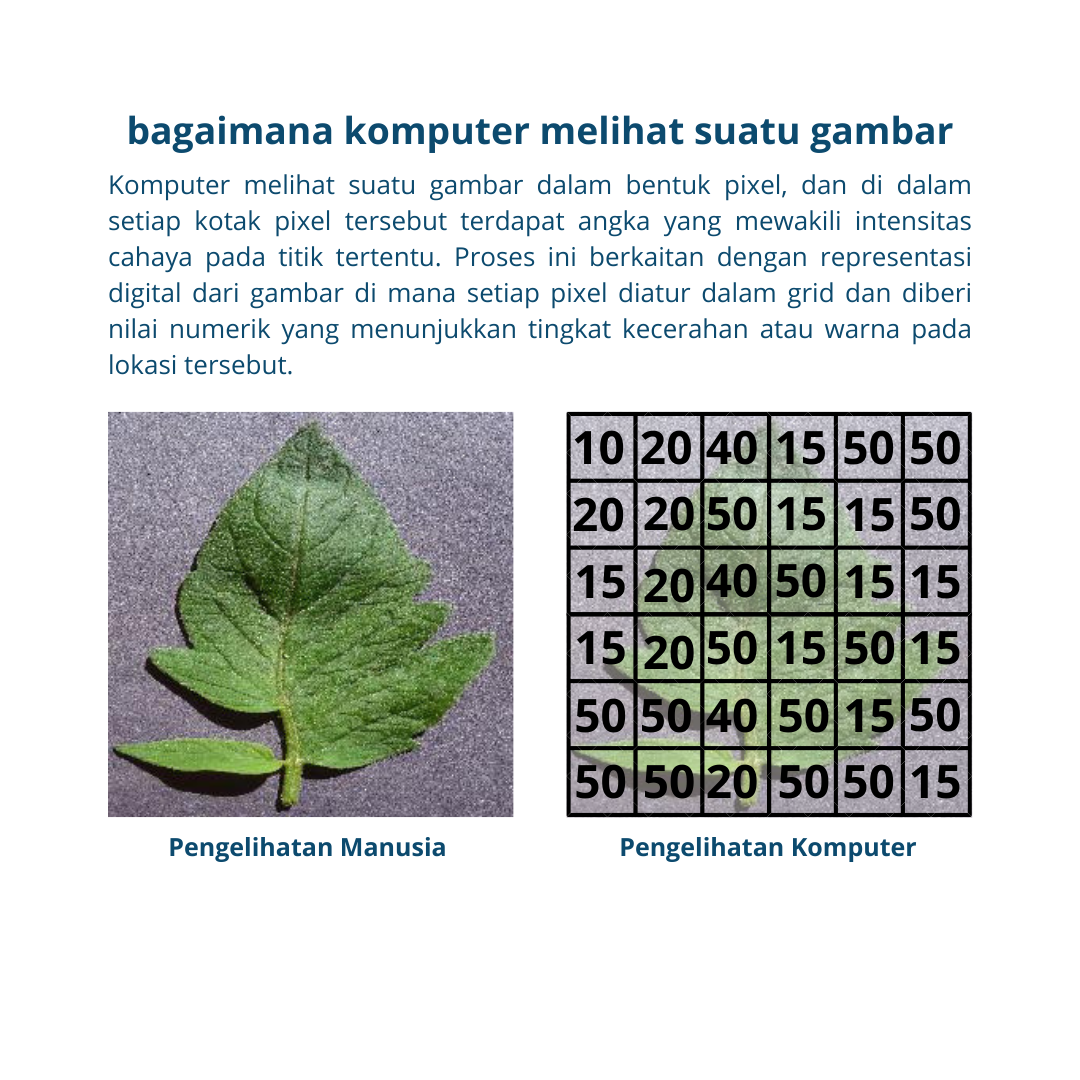 bagaimana komputer melihat suatu gambar
Komputer melihat suatu gambar dalam bentuk pixel, dan di dalam
setiap kotak pixel tersebut terdapat angka yang mewakili intensitas
cahaya pada titik tertentu. Proses ini berkaitan dengan representasi
digital dari gambar di mana setiap pixel diatur dalam grid dan diberi
nilai numerik yang menunjukkan tingkat kecerahan atau warna pada
lokasi tersebut.
10 20 40 15 50 50
20 20 50 15 15 50
15 20 40 50 15 15
15 20 50 15 50 15
50 50 40 50 15 50
50 50 20 50 50 15
Pengelihatan Manusia
Pengelihatan Komputer